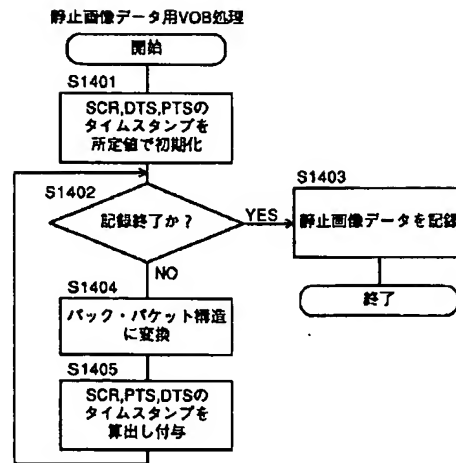 静止画像データ用VOB処理
開始
S1401
SCR,DTS,PTSの
タイムスタンプを
所定値で初期化
S1402
記録終了か?
YES
S1403
静止画像データを記録
終了
NO
S1404
パック・パケット構造
に変換
S1405
SCR,PTS,DTSの
タイムスタンプを
算出し付与